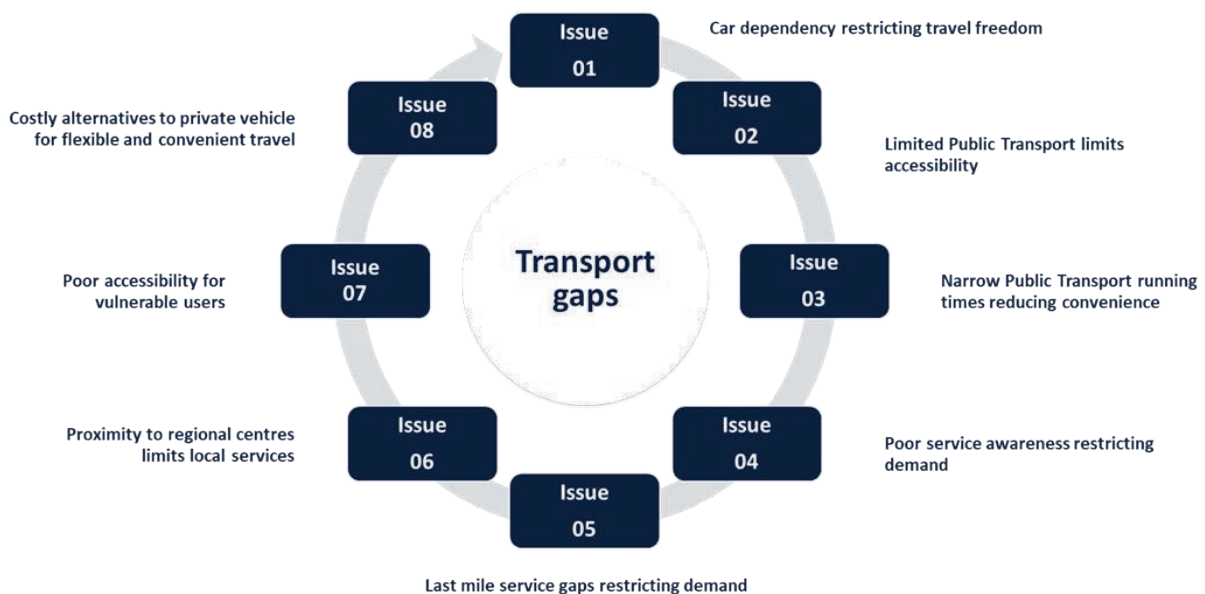 Issue
01
Car dependency restricting travel freedom
Issue
02
Limited Public Transport limits
accessibility
Issue
03
Narrow Public Transport running
times reducing convenience
Issue
04
Poor service awareness restricting
demand
Issue
05
Last mile service gaps restricting demand
Issue
06
Proximity to regional centres
limits local services
Issue
07
Poor accessibility for
vulnerable users
Issue
08
Costly alternatives to private vehicle
for flexible and convenient travel
Transport
gaps